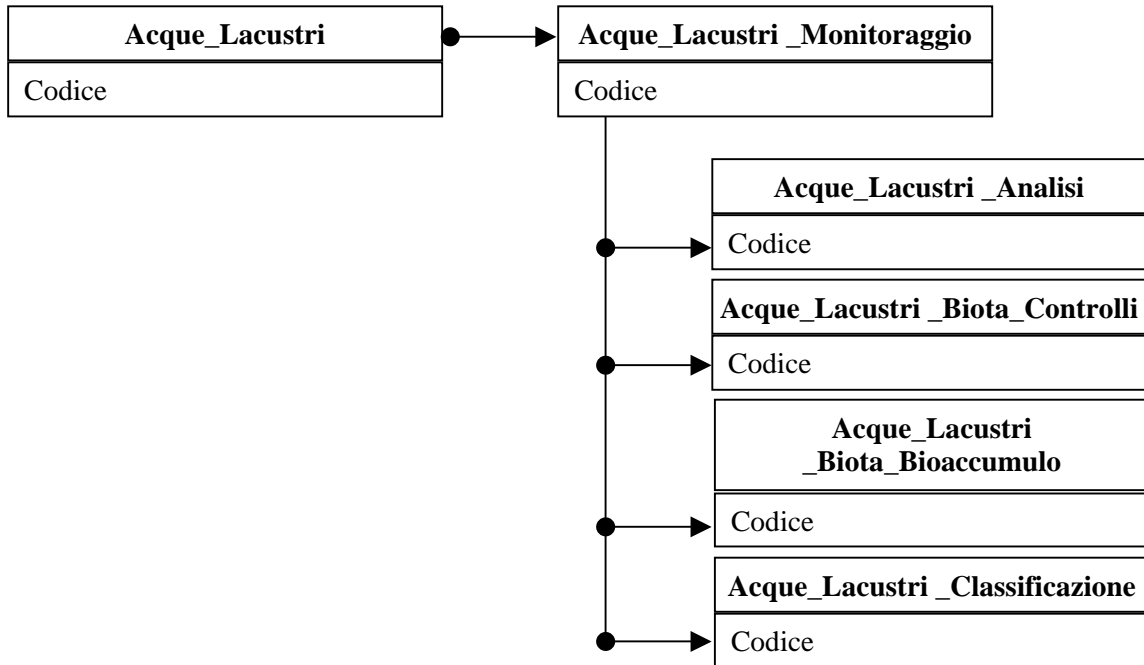 Acque_Lacustri
Codice
Acque_Lacustri _Monitoraggio
Codice
Acque_Lacustri _Analisi
Codice
Acque_Lacustri _Biota_Controlli
Codice
Acque_Lacustri
_Biota_Bioaccumulo
Codice
Acque_Lacustri _Classificazione
Codice